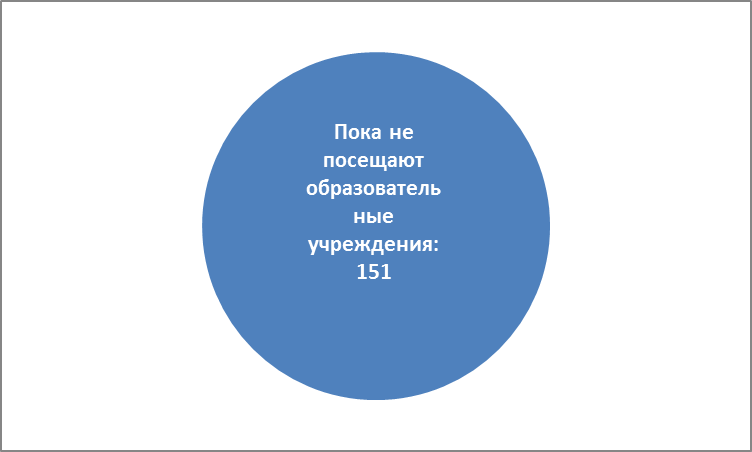 Пока не
посещают
образователь
ные
учреждения:
151